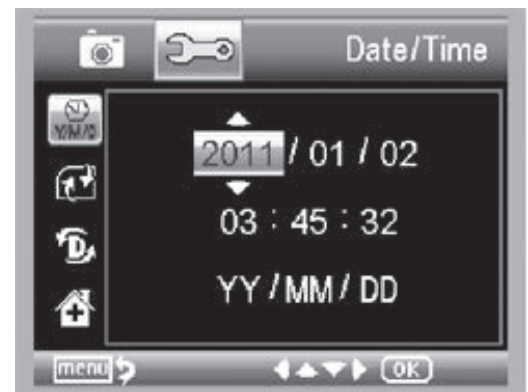 Date/Time
Y/M/D
2011 / 01 / 02
03 : 45 : 32
D
YY / MM / DD
menu OK